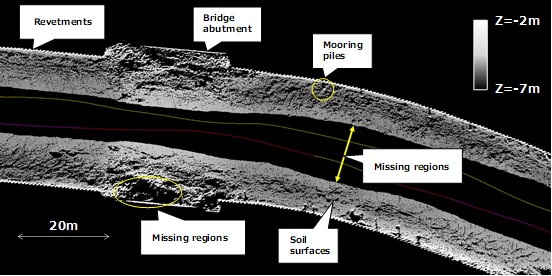 Revetments
Bridge
abutment
Mooring
piles
Z=-2m
Z=-7m
Missing regions
20m
Missing regions
Soil
surfaces